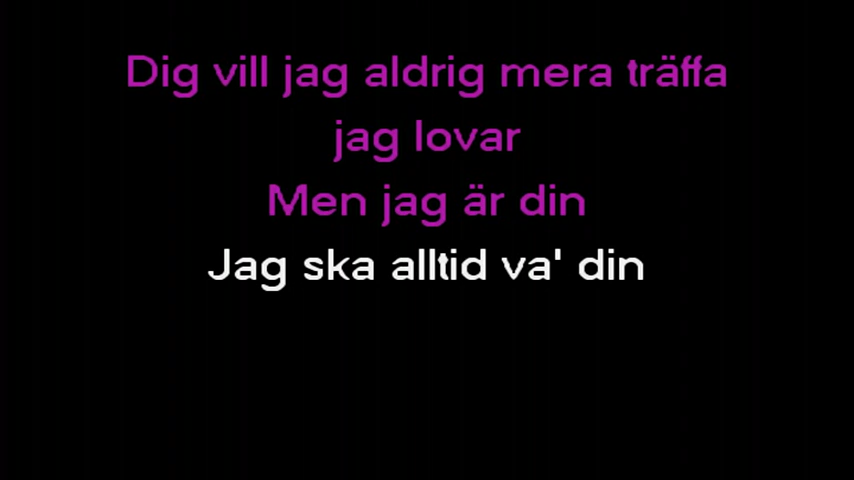 Dig vill jag aldrig mera träffa
jag lovar
Men jag är din
Jag ska alltid va' din